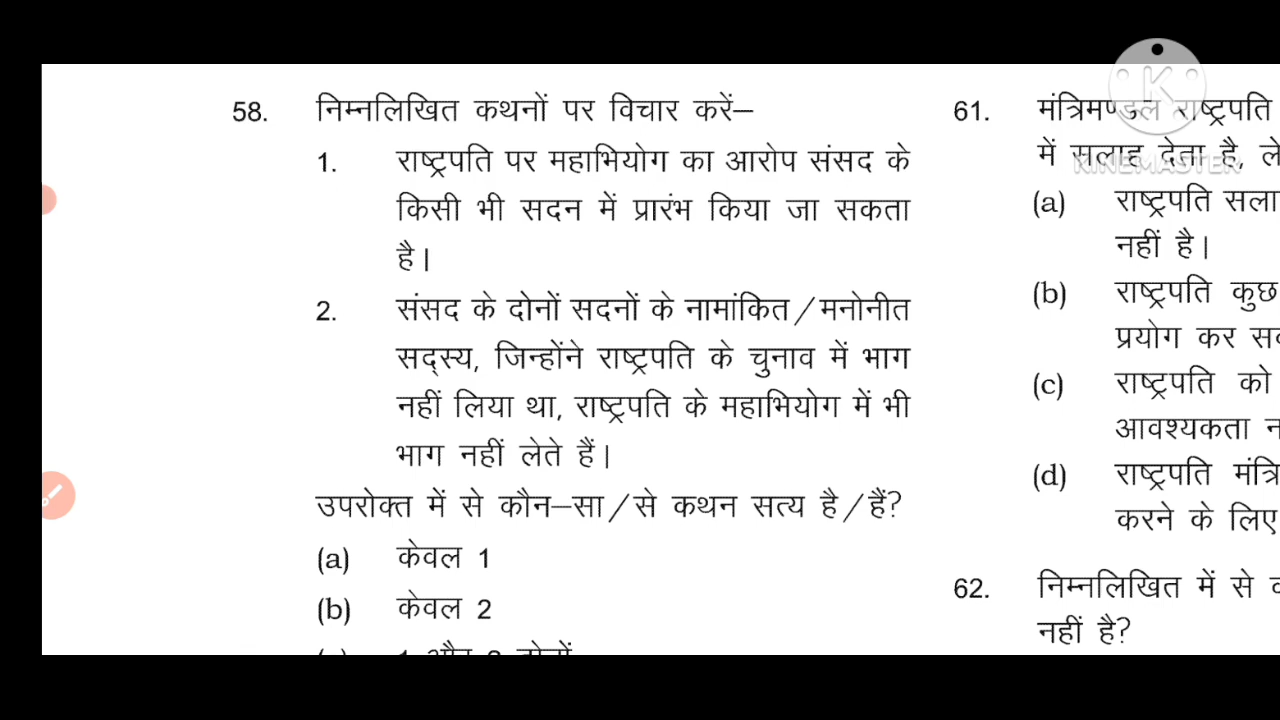 58. निम्नलिखित कथनों पर विचार करें–
1. राष्ट्रपति पर महाभियोग का आरोप संसद के
किसी भी सदन में प्रारंभ किया जा सकता
है।
2. संसद के दोनों सदनों के नामांकित/मनोनीत
सद्स्य, जिन्होंने राष्ट्रपति के चुनाव में भाग
नहीं लिया था, राष्ट्रपति के महाभियोग में भी
भाग नहीं लेते हैं।
उपरोक्त में से कौन–सा/से कथन सत्य है/हैं?
(a) केवल 1
(b) केवल 2
61. मंत्रिमण्डल राष्ट्रपति
में सलाह देता है,
(a) राष्ट्रपति
नहीं है।
(b) राष्ट्रपति कुछ
प्रयोग कर
(c) राष्ट्रपति को
आवश्यकता
(d) राष्ट्रपति
करने के लिए
62. निम्नलिखित में से
नहीं है?
K
KINEMASTER